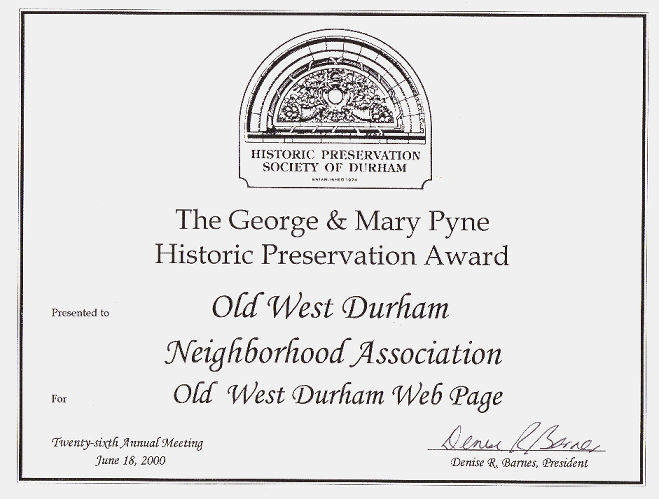 HISTORIC PRESERVATION
SOCIETY OF DURHAM
ESTABLISHED 1974
The George & Mary Pyne
Historic Preservation Award
Presented to Old West Durham
Neighborhood Association
For Old West Durham Web Page
Twenty-sixth Annual Meeting
June 18, 2000
Denise R. Barnes
Denise R. Barnes, President